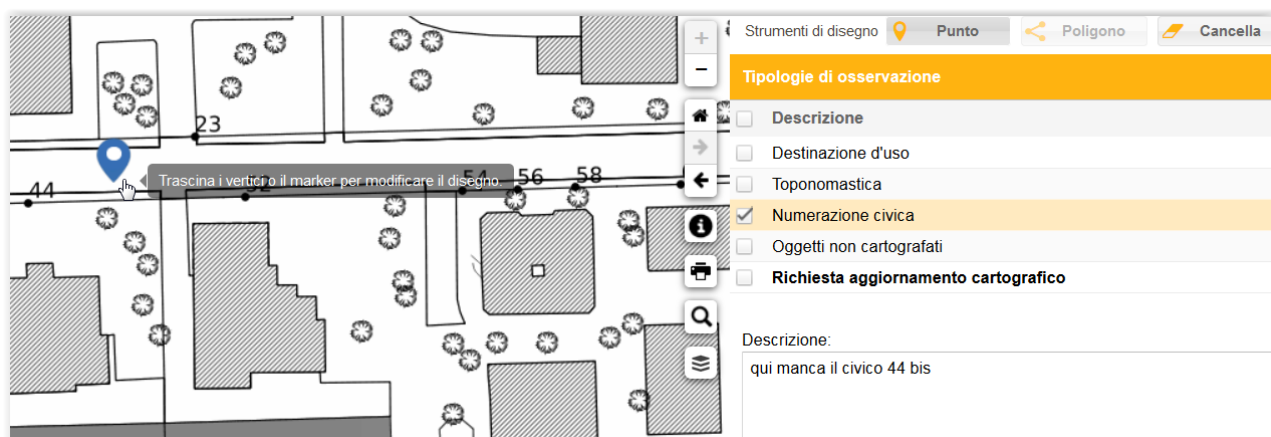 Strumenti di disegno Punto Poligono Cancella
Tipologie di osservazione
Descrizione
Destinazione d'uso
Toponomastica
Numerazione civica
Oggetti non cartografati
Richiesta aggiornamento cartografico
Descrizione:
qui manca il civico 44 bis
23
Trascina i vertici o il marker per modificare il disegno.
44
52
54
56
58